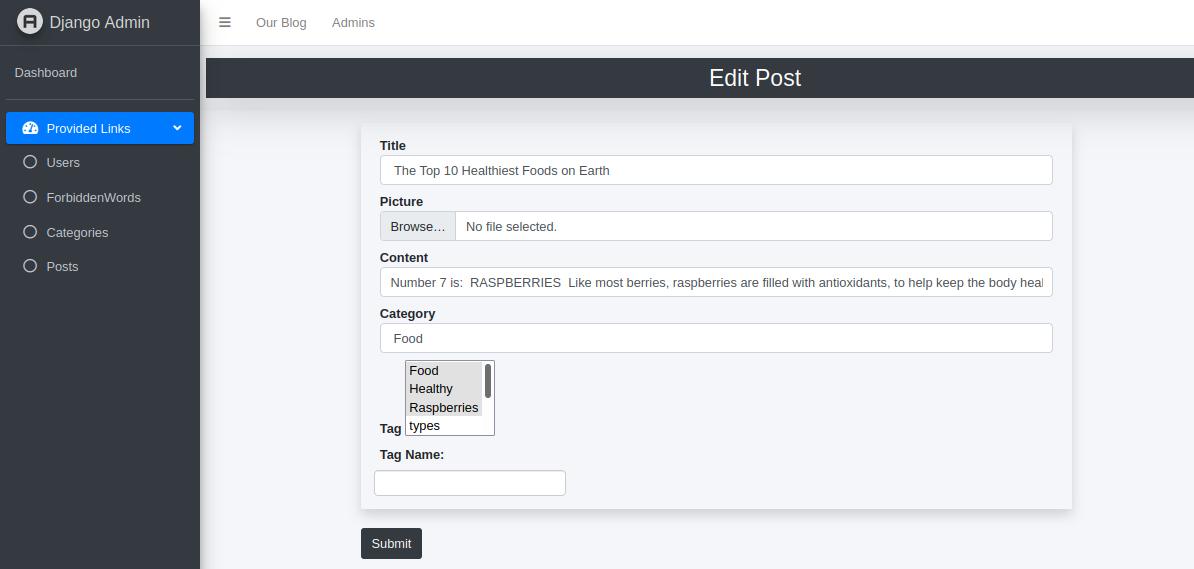 Django Admin
Our Blog
Admins
Dashboard
Provided Links
Users
ForbiddenWords
Categories
Posts
Edit Post
Title
The Top 10 Healthiest Foods on Earth
Picture
Browse… No file selected.
Content
Number 7 is:  RASPBERRIES  Like most berries, raspberries are filled with antioxidants, to help keep the body heal
Category
Food
Food
Healthy
Raspberries
types
Tag
Tag Name:
Submit